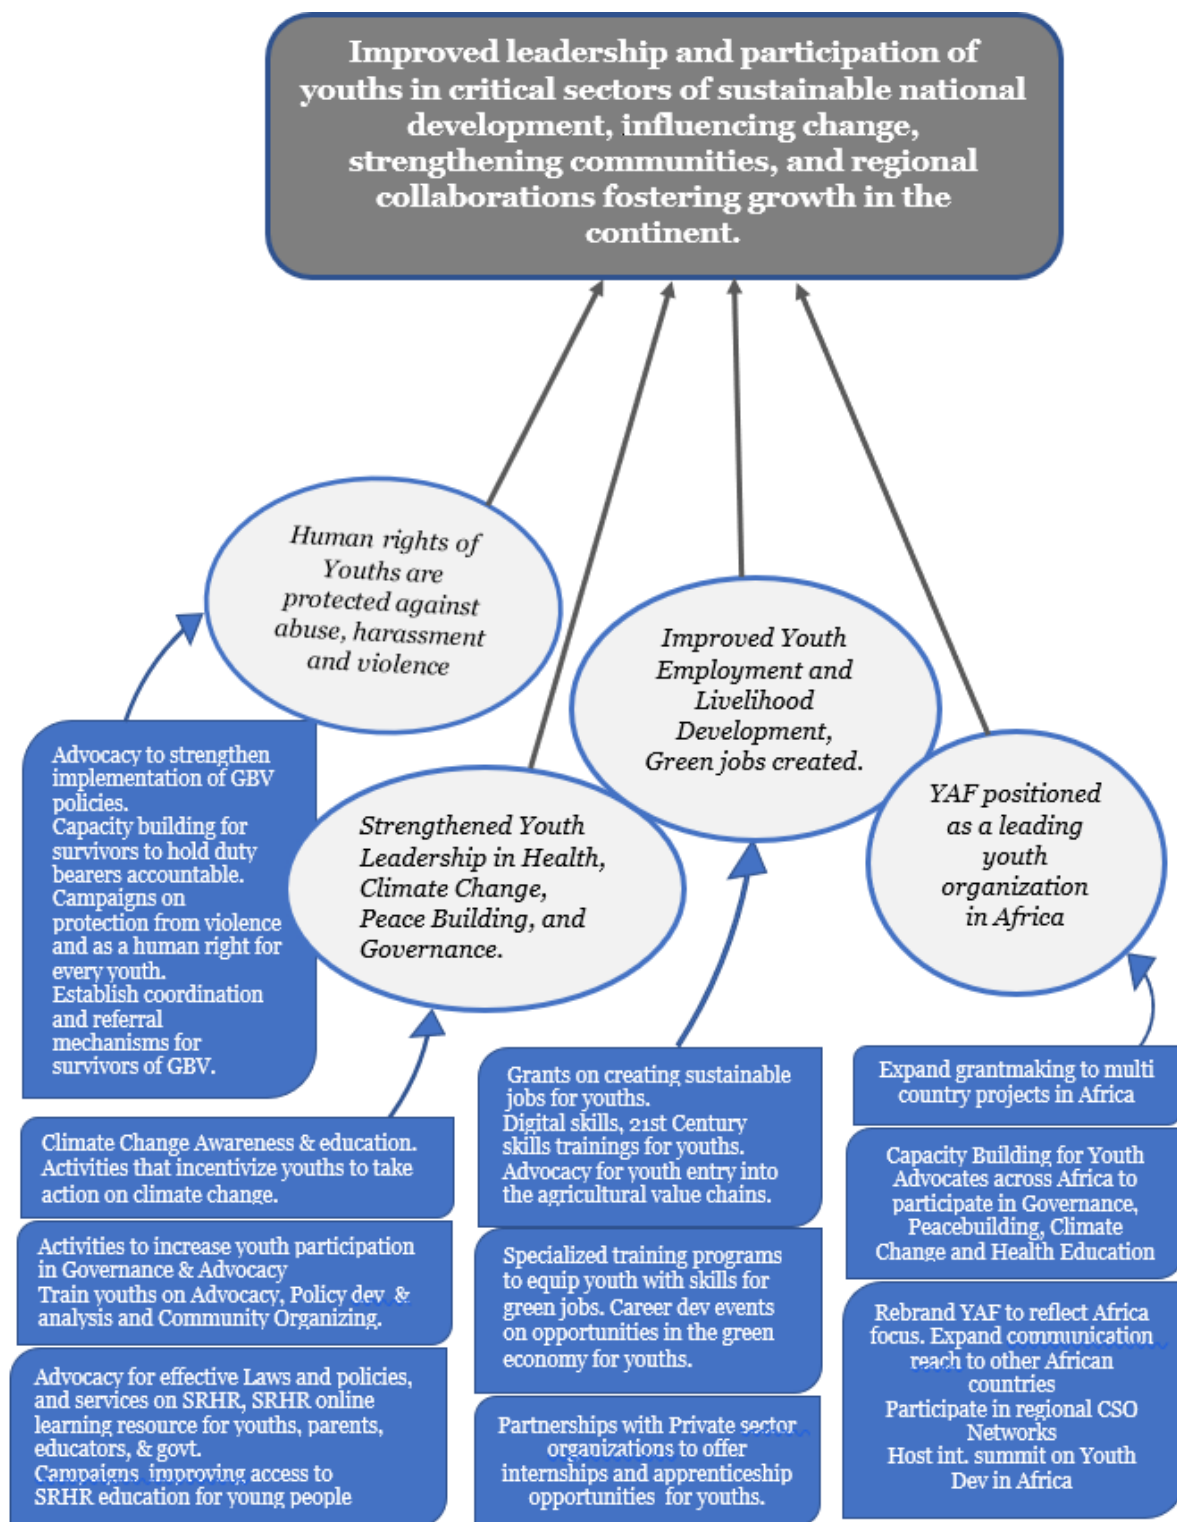 Improved leadership and participation of
youths in critical sectors of sustainable national
development, influencing change,
strengthening communities, and regional
collaborations fostering growth in the
continent.
Human rights of
Youths are
protected against
abuse, harassment
and violence
Improved Youth
Employment and
Livelihood
Development,
Green jobs created.
YAF positioned
as a leading
youth
organization
in Africa
Strengthened Youth
Leadership in Health,
Climate Change,
Peace Building, and
Governance.
Advocacy to strengthen
implementation of GBV
policies.
Capacity building for
survivors to hold duty
bearers accountable.
Campaigns on
protection from violence
and as a human right for
every youth.
Establish coordination
and referral
mechanisms for
survivors of GBV.
Climate Change Awareness & education.
Activities that incentivize youths to take
action on climate change.
Activities to increase youth participation
in Governance & Advocacy
Train youths on Advocacy, Policy dev &
analysis and Community Organizing.
Advocacy for effective Laws and policies,
and services on SRHR, SRHR online
learning resource for youths, parents,
educators, & govt.
Campaigns improving access to
SRHR education for young people
Grants on creating sustainable
jobs for youths.
Digital skills, 21st Century
skills trainings for youths.
Advocacy for youth entry into
the agricultural value chains.
Specialized training programs
to equip youth with skills for
green jobs. Career dev events
on opportunities in the green
economy for youths.
Partnerships with Private sector
organizations to offer
internships and apprenticeship
opportunities for youths.
Expand grantmaking to multi
country projects in Africa
Capacity Building for Youth
Advocates across Africa to
participate in Governance,
Peacebuilding, Climate
Change and Health Education
Rebrand YAF to reflect Africa
focus. Expand communication
reach to other African
countries
Participate in regional CSO
Networks
Host int. summit on Youth
Dev in Africa